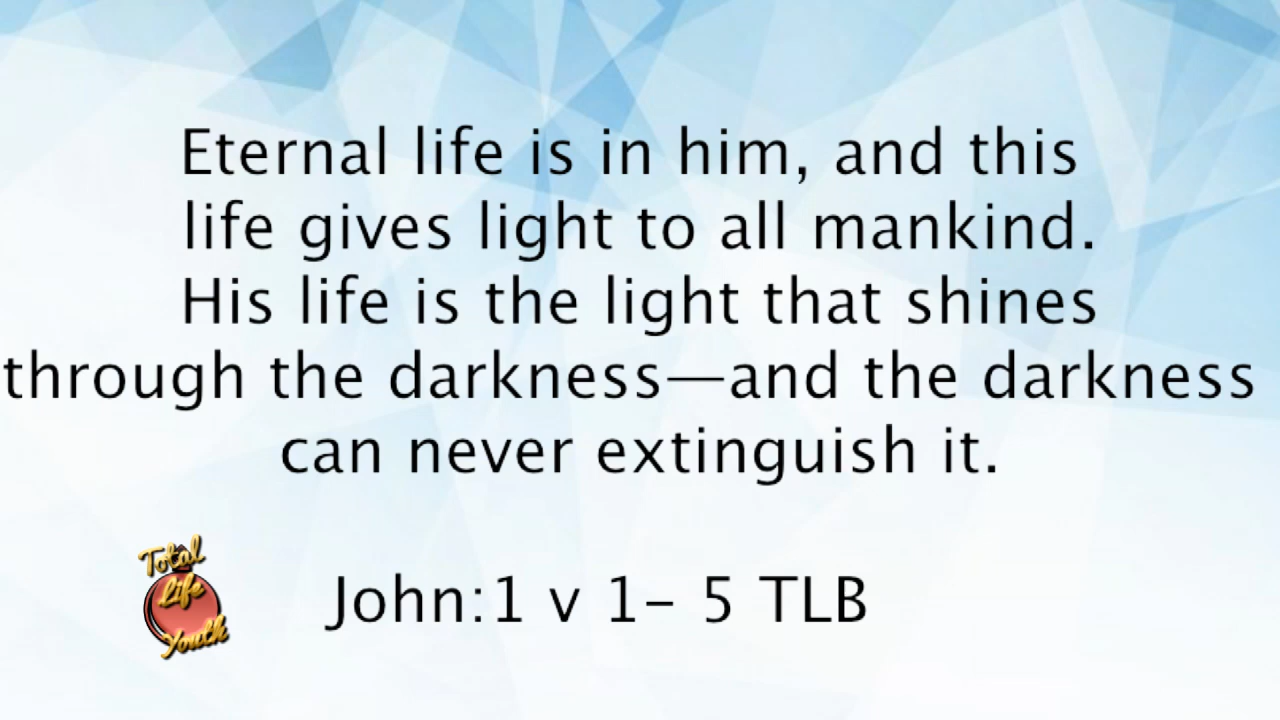 Eternal life is in him, and this
life gives light to all mankind.
His life is the light that shines
through the darkness—and the darkness
can never extinguish it.
Total
Life
Youth
John:1 v 1– 5 TLB